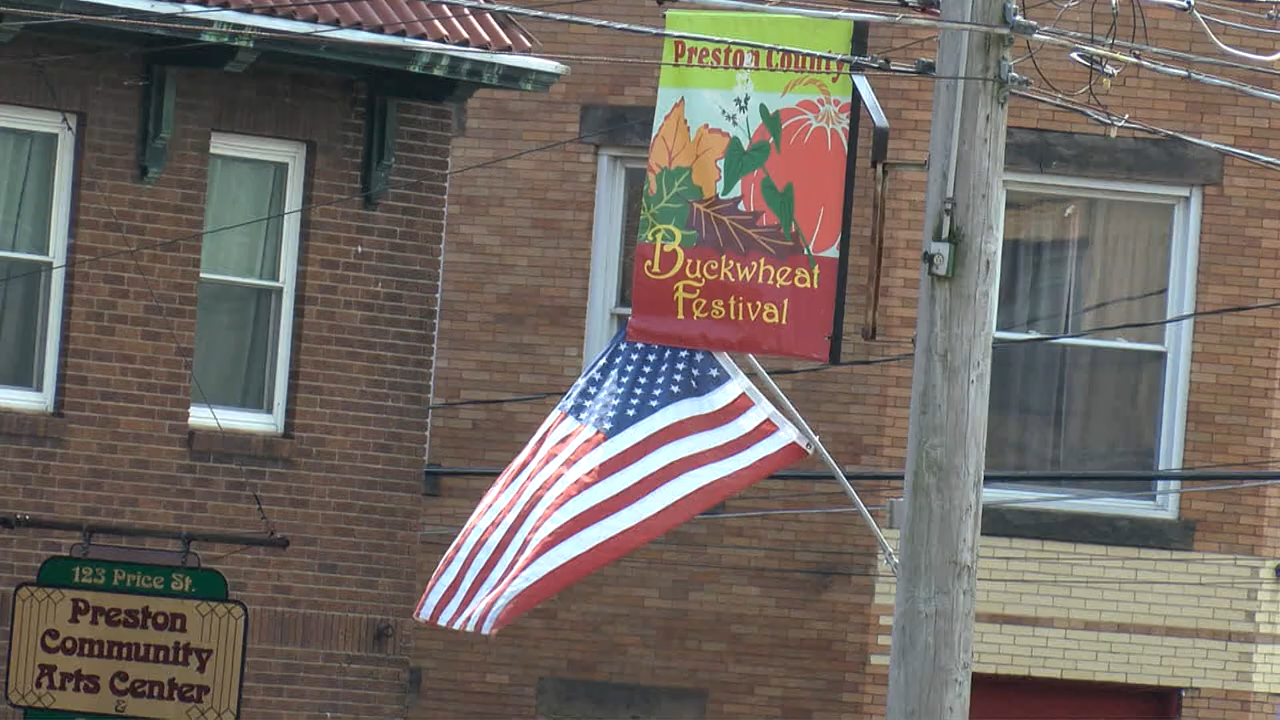 Preston County
Buckwheat
Festival
123 Price St.
Preston
Community
Arts Center
&